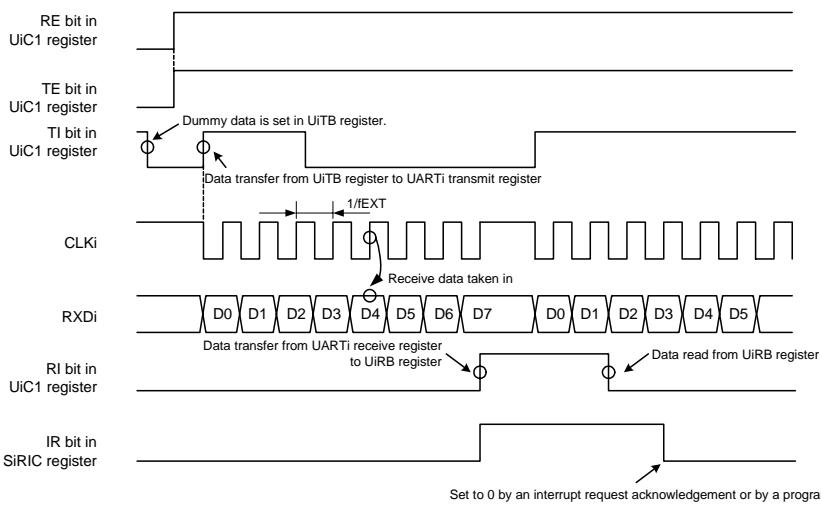 RE bit in
UiC1 register
TE bit in
UiC1 register
Dummy data is set in UiTB register.
TI bit in
UiC1 register
Data transfer from UiTB register to UARTi transmit register
1/fEXT
CLKi
Receive data taken in
RXDi
D0 D1 D2 D3 D4 D5 D6 D7 D0 D1 D2 D3 D4 D5
Data transfer from UARTi receive register
to UiRB register
Data read from UiRB register
RI bit in
UiC1 register
IR bit in
SiRIC register
Set to 0 by an interrupt request acknowledgement or by a progra